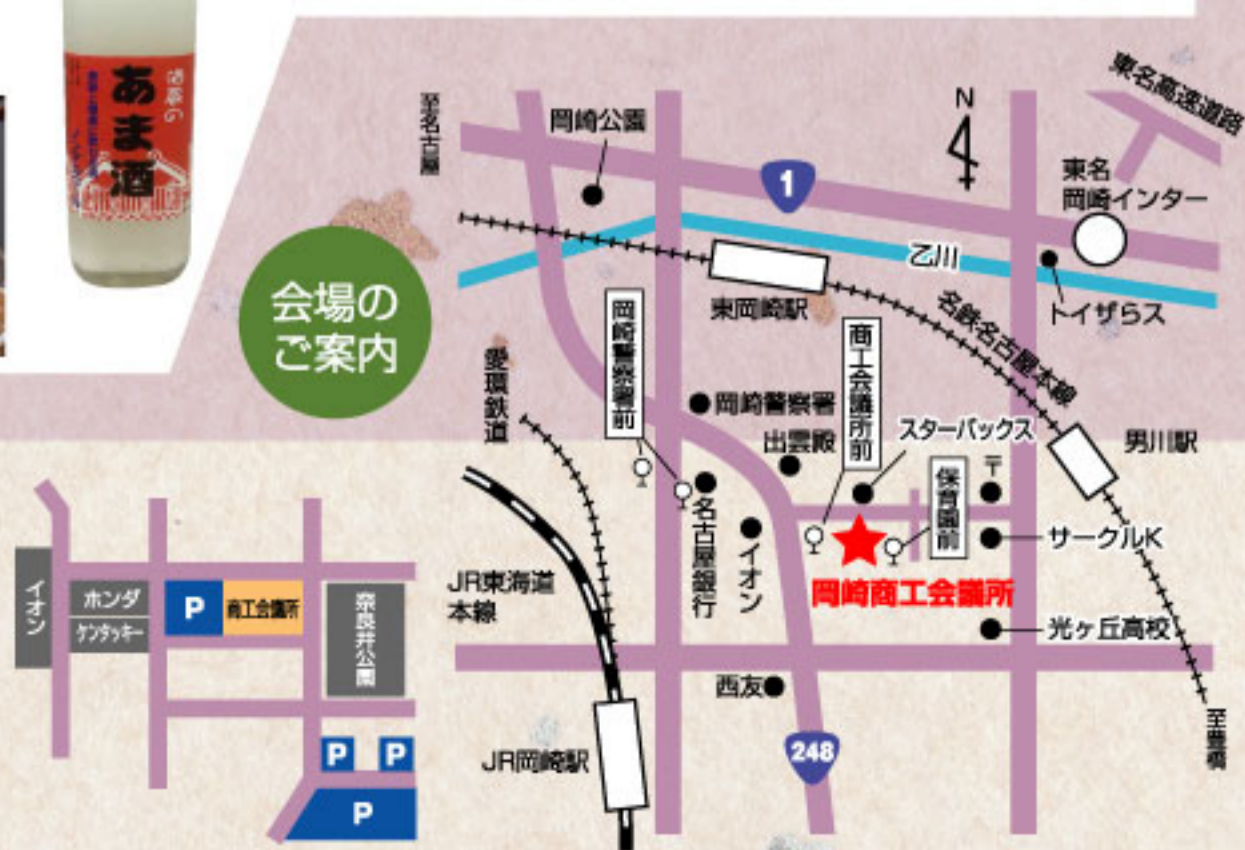 あま酒
会場の
ご案内
至名古屋
岡崎公園
1
N
東名高速道路
東名
岡崎インター
乙川
東岡崎駅
トイザらス
名鉄名古屋本線
岡崎警察署前
愛環鉄道
岡崎警察署
商工会議所前
出雲殿
スターバックス
男川駅
〒
保育園前
名古屋銀行
イオン
サークルK
岡崎商工会議所
JR東海道
本線
光ヶ丘高校
西友
JR岡崎駅
248
至豊橋
イオン
ホンダ
ケンタッキー
P
商工会議所
奈良井公園
P
P
P